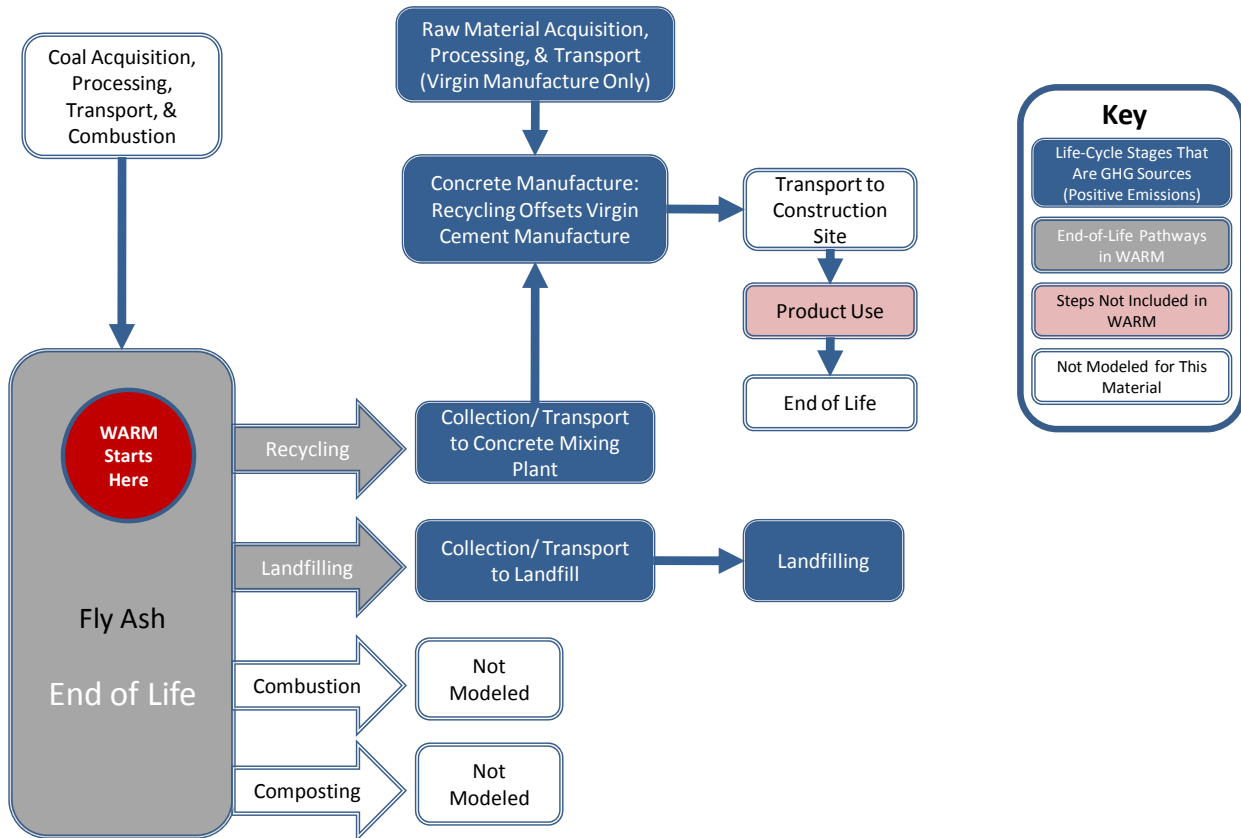 Coal Acquisition,
Processing,
Transport, &
Combustion
Raw Material Acquisition,
Processing, & Transport
(Virgin Manufacture Only)
Concrete Manufacture:
Recycling Offsets Virgin
Cement Manufacture
Transport to
Construction
Site
Product Use
End of Life
Key
Life-Cycle Stages That
Are GHG Sources
(Positive Emissions)
End-of-Life Pathways
in WARM
Steps Not Included in
WARM
Not Modeled for This
Material
WARM
Starts
Here
Fly Ash
End of Life
Recycling
Collection/ Transport
to Concrete Mixing
Plant
Landfilling
Collection/ Transport
to Landfill
Landfilling
Combustion
Not
Modeled
Composting
Not
Modeled